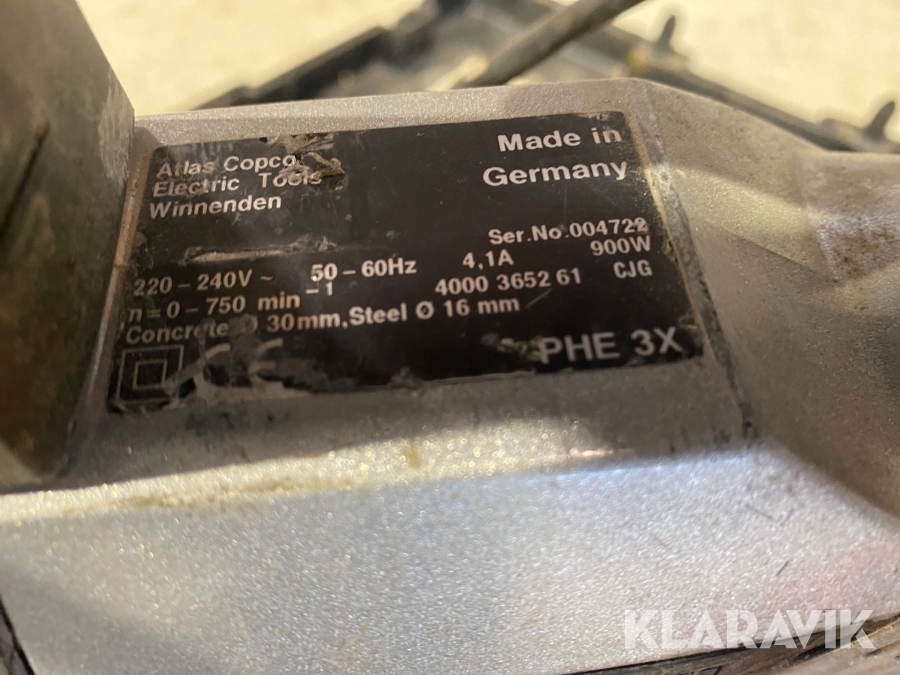 Atlas Copco
Electric Tools
Winnenden
Made in
Germany
Ser.No.004722
220 – 240V ~ 50 – 60Hz 4,1A 900W
n = 0 – 750 min –1 4000 3652 61 CJG
Concrete Ø 30mm, Steel Ø 16 mm
PHE 3X
KLARAVIK